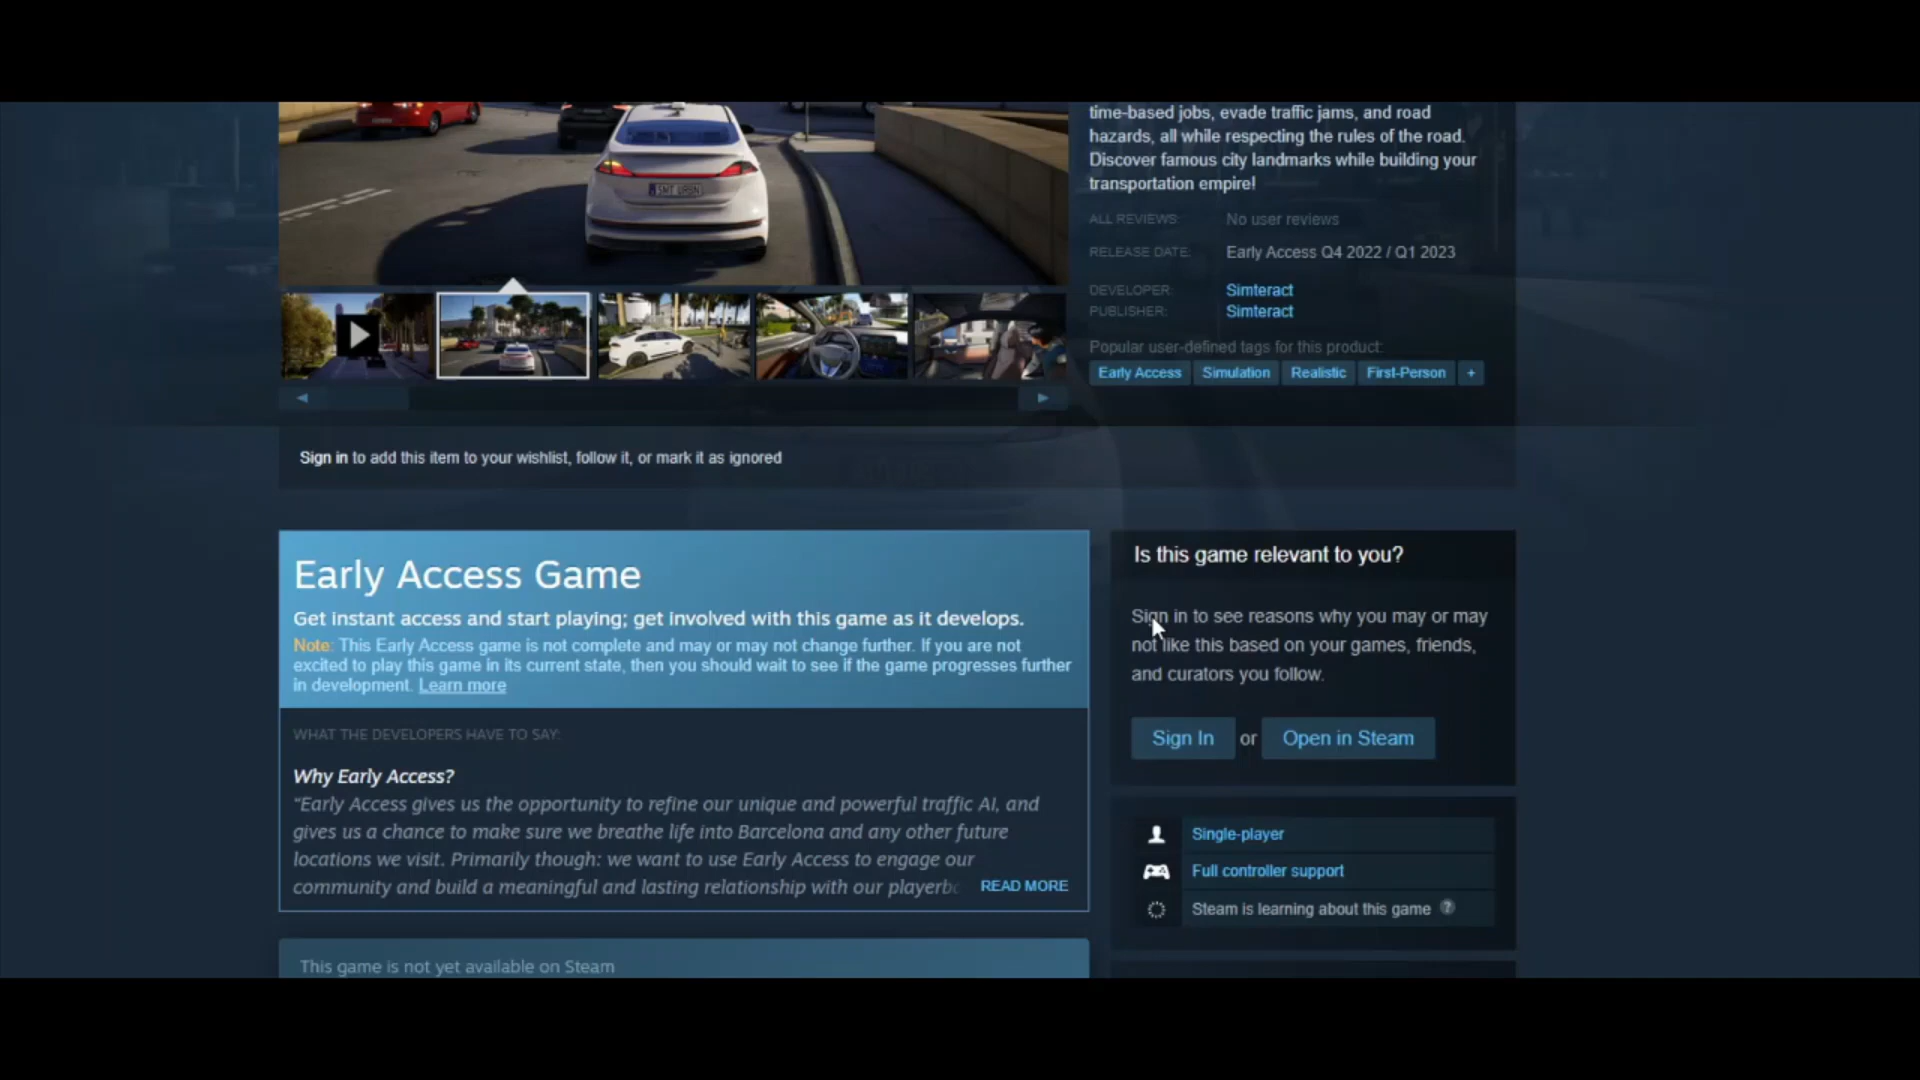 time-based jobs, evade traffic jams, and road
hazards, all while respecting the rules of the road.
Discover famous city landmarks while building your
transportation empire!
SMT URBN
ALL REVIEWS: No user reviews
RELEASE DATE: Early Access Q4 2022 / Q1 2023
DEVELOPER: Simteract
PUBLISHER: Simteract
Popular user-defined tags for this product:
Early Access Simulation Realistic First-Person +
Sign in to add this item to your wishlist, follow it, or mark it as ignored
Early Access Game
Get instant access and start playing; get involved with this game as it develops.
Note: This Early Access game is not complete and may or may not change further. If you are not
excited to play this game in its current state, then you should wait to see if the game progresses further
in development. Learn more
WHAT THE DEVELOPERS HAVE TO SAY:
Why Early Access?
“Early Access gives us the opportunity to refine our unique and powerful traffic AI, and
gives us a chance to make sure we breathe life into Barcelona and any other future
locations we visit. Primarily though: we want to use Early Access to engage our
community and build a meaningful and lasting relationship with our playerb
READ MORE
This game is not yet available on Steam
Is this game relevant to you?
Sign in to see reasons why you may or may
not like this based on your games, friends,
and curators you follow.
Sign In or Open in Steam
Single-player
Full controller support
Steam is learning about this game ?